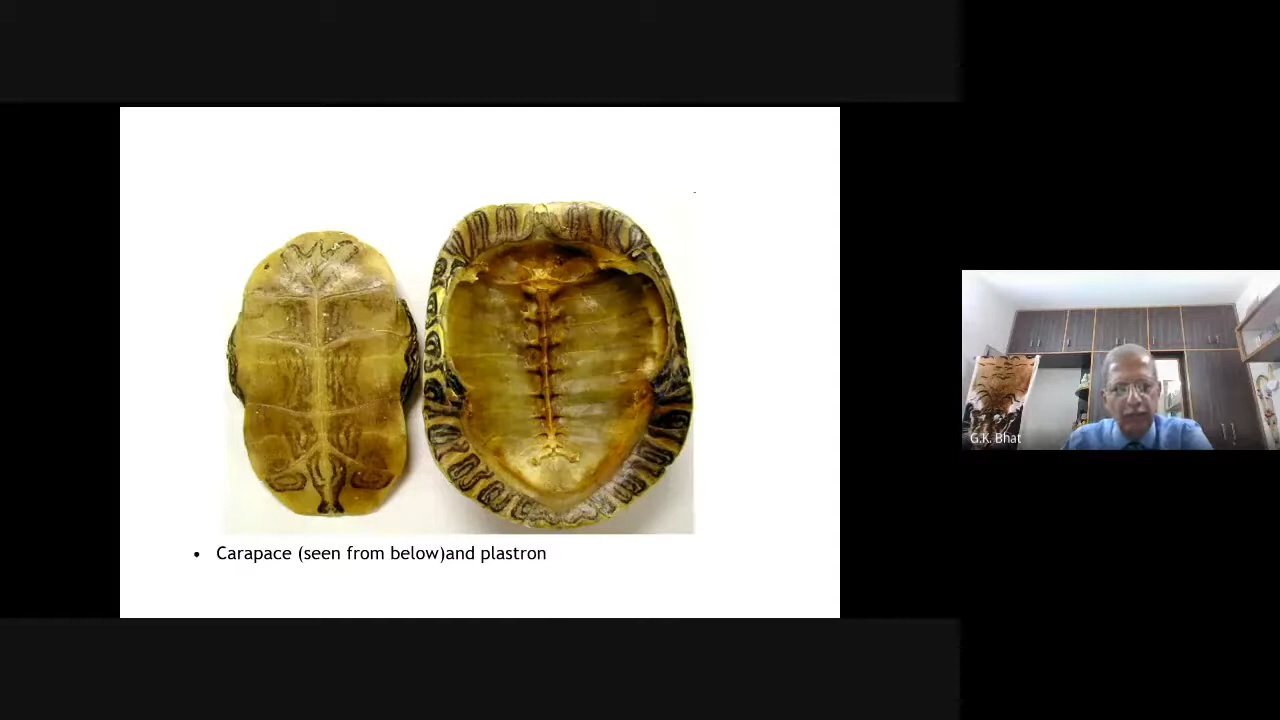 • Carapace (seen from below)and plastron
G.K. Bhat